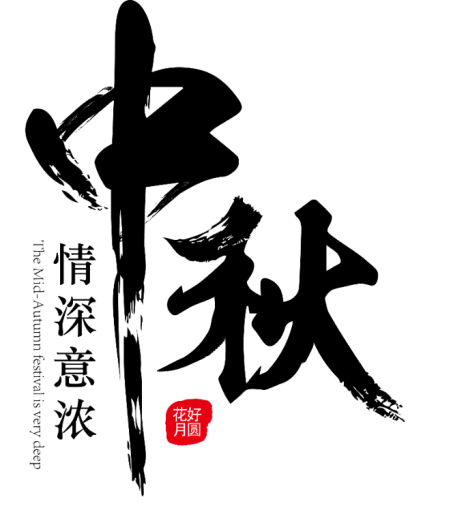 中秋
情深意浓
The Mid-Autumn festival is very deep
花好
月圆